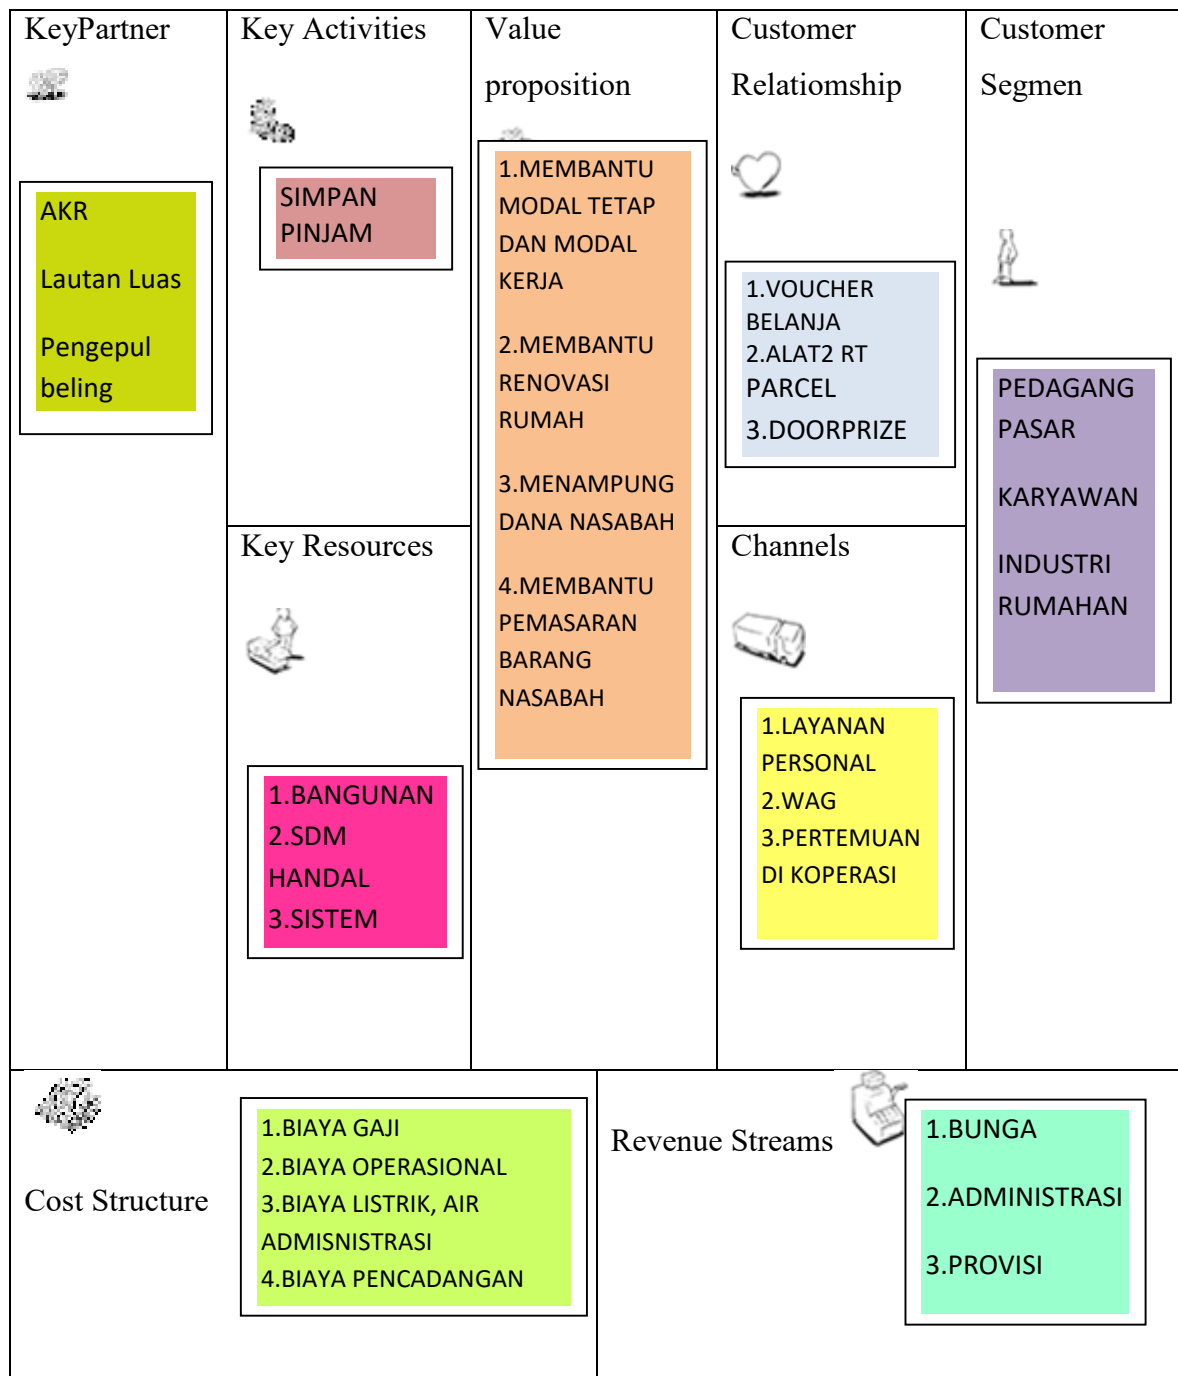 KeyPartner
AKR
Lautan Luas
Pengepul
beling
Key Activities
SIMPAN
PINJAM
Key Resources
1.BANGUNAN
2.SDM
HANDAL
3.SISTEM
Value
proposition
1.MEMBANTU
MODAL TETAP
DAN MODAL
KERJA
2.MEMBANTU
RENOVASI
RUMAH
3.MENAMPUNG
DANA NASABAH
4.MEMBANTU
PEMASARAN
BARANG
NASABAH
Customer
Relatiomship
1.VOUCHER
BELANJA
2.ALAT2 RT
PARCEL
3.DOORPRIZE
Channels
1.LAYANAN
PERSONAL
2.WAG
3.PERTEMUAN
DI KOPERASI
Customer
Segmen
PEDAGANG
PASAR
KARYAWAN
INDUSTRI
RUMAHAN
Cost Structure
1.BIAYA GAJI
2.BIAYA OPERASIONAL
3.BIAYA LISTRIK, AIR
ADMISNISTRASI
4.BIAYA PENCADANGAN
Revenue Streams
1.BUNGA
2.ADMINISTRASI
3.PROVISI